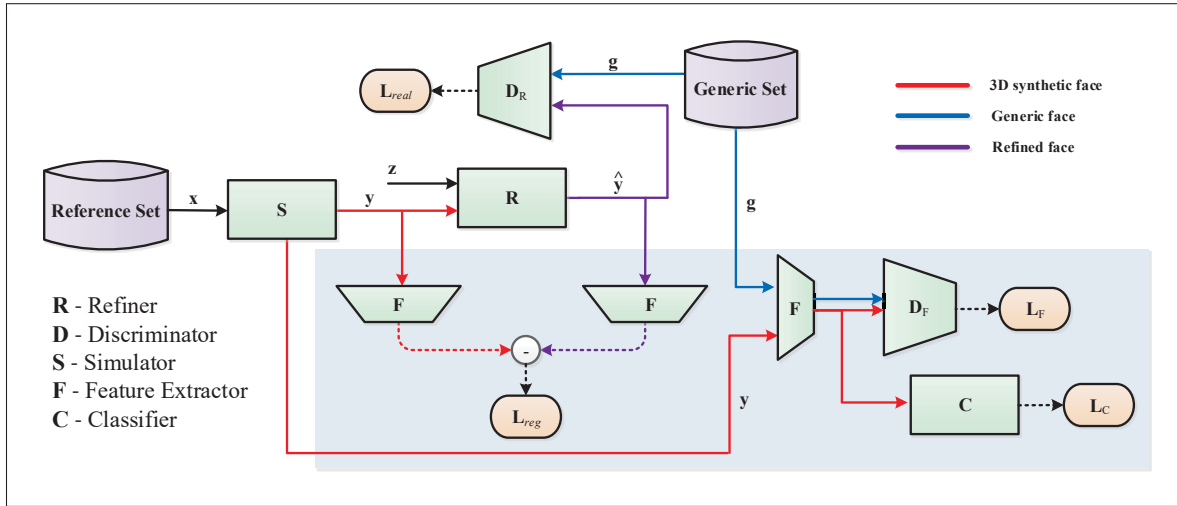 g
D_R
L_real
Generic Set
3D synthetic face
Generic face
Refined face
z
Reference Set
x
S
y
R
ŷ
g
R - Refiner
D - Discriminator
S - Simulator
F - Feature Extractor
C - Classifier
F
F
F
D_F
L_F
-
L_reg
y
C
L_C